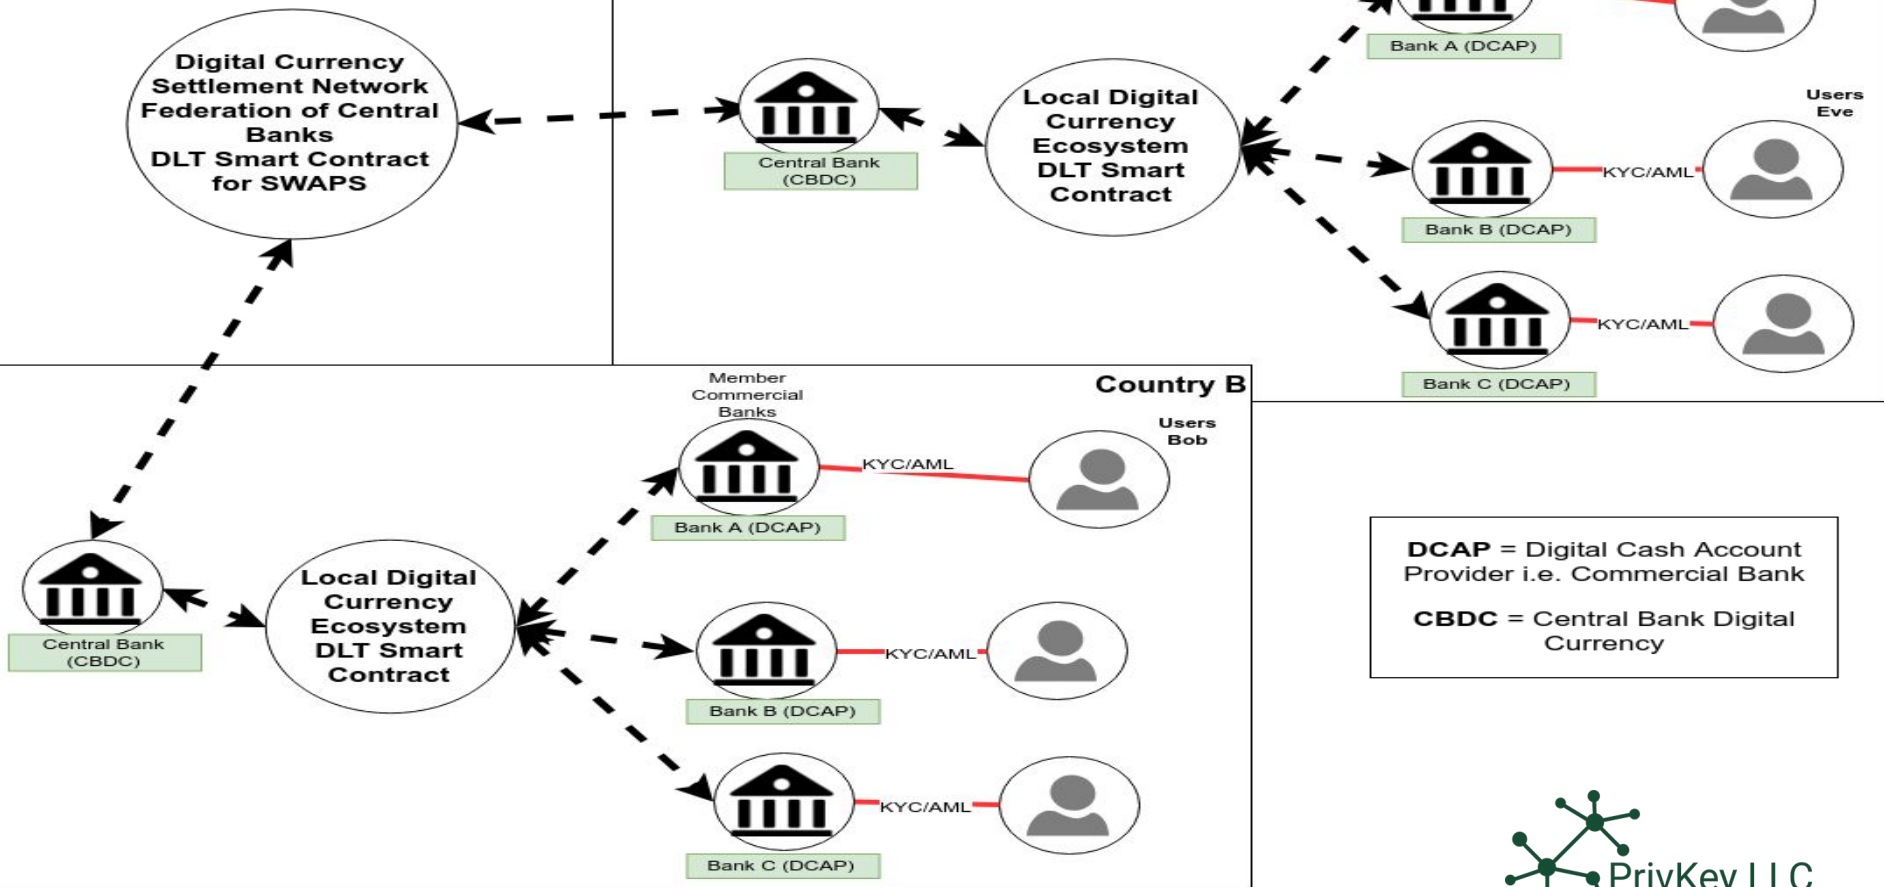 Digital Currency
Settlement Network
Federation of Central
Banks
DLT Smart Contract
for SWAPS
Central Bank
(CBDC)
Local Digital
Currency
Ecosystem
DLT Smart
Contract
Bank A (DCAP)
Users
Eve
KYC/AML
Bank B (DCAP)
KYC/AML
Bank C (DCAP)
Country B
Member
Commercial
Banks
Users
Bob
KYC/AML
Bank A (DCAP)
Central Bank
(CBDC)
Local Digital
Currency
Ecosystem
DLT Smart
Contract
KYC/AML
Bank B (DCAP)
KYC/AML
Bank C (DCAP)
DCAP = Digital Cash Account
Provider i.e. Commercial Bank
CBDC = Central Bank Digital
Currency
PrivKey LLC